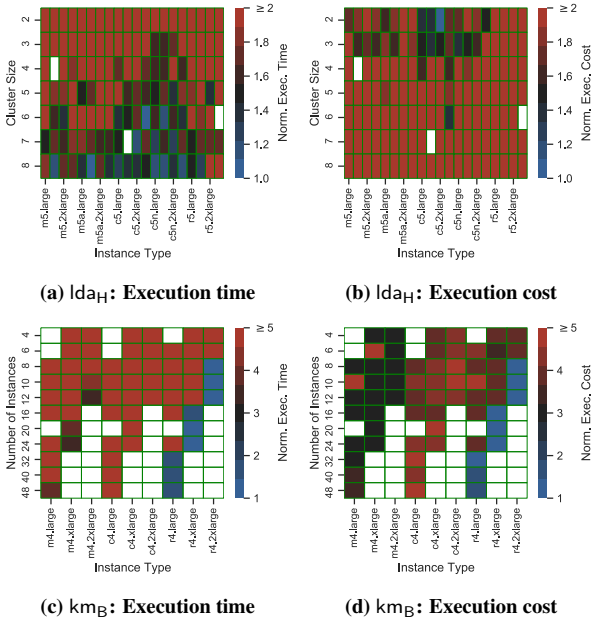 2
3
4
5
6
7
8
Cluster Size
m5.large
m5.2xlarge
m5a.large
m5a.2xlarge
c5.large
c5.2xlarge
c5n.large
c5n.2xlarge
r5.large
r5.2xlarge
Instance Type
≥ 2
1.8
1.6
1.4
1.2
1.0
Norm. Exec. Time
2
3
4
5
6
7
8
Cluster Size
m5.large
m5.2xlarge
m5a.large
m5a.2xlarge
c5.large
c5.2xlarge
c5n.large
c5n.2xlarge
r5.large
r5.2xlarge
Instance Type
≥ 2
1.8
1.6
1.4
1.2
1.0
Norm. Exec. Cost
(a) lda_H: Execution time
(b) lda_H: Execution cost
4
6
8
10
12
16
20
24
32
40
48
Number of Instances
m4.large
m4.xlarge
m4.2xlarge
c4.large
c4.xlarge
c4.2xlarge
r4.large
r4.xlarge
r4.2xlarge
Instance Type
≥ 5
4
3
2
1
Norm. Exec. Time
4
6
8
10
12
16
20
24
32
40
48
Number of Instances
m4.large
m4.xlarge
m4.2xlarge
c4.large
c4.xlarge
c4.2xlarge
r4.large
r4.xlarge
r4.2xlarge
Instance Type
≥ 5
4
3
2
1
Norm. Exec. Cost
(c) km_B: Execution time
(d) km_B: Execution cost